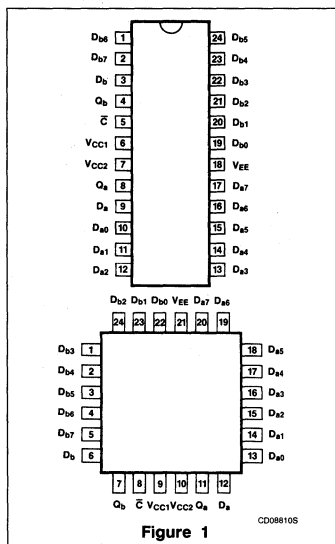 Db6 1 24 Db5
Db7 2 23 Db4
Db 3 22 Db3
Qb 4 21 Db2
C̅ 5 20 Db1
VCC1 6 19 Db0
VCC2 7 18 VEE
Qa 8 17 Da7
Da 9 16 Da6
Da0 10 15 Da5
Da1 11 14 Da4
Da2 12 13 Da3
Db2 Db1 Db0 VEE Da7 Da6
24 23 22 21 20 19
Db3 1 18 Da5
Db4 2 17 Da4
Db5 3 16 Da3
Db6 4 15 Da2
Db7 5 14 Da1
Db 6 13 Da0
7 8 9 10 11 12
Qb C̅ VCC1 VCC2 Qa Da
CD08810S
Figure 1